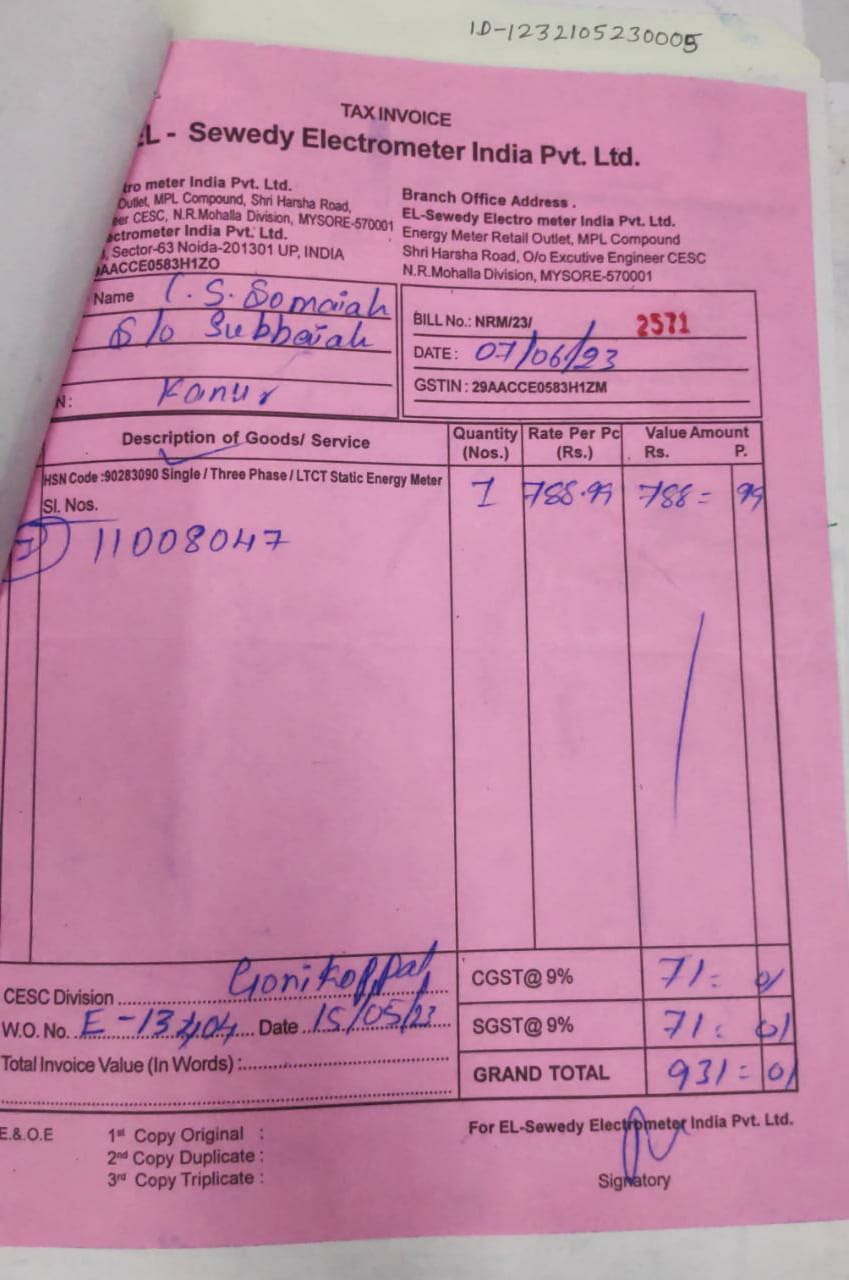 ID-1232105230005
TAX INVOICE
EL - Sewedy Electrometer India Pvt. Ltd.
tro meter India Pvt. Ltd.
Outlet, MPL Compound, Shri Harsha Road,
er CESC, N.R.Mohalla Division, MYSORE-570001
ectrometer India Pvt. Ltd.
, Sector-63 Noida-201301 UP, INDIA
AACCE0583H1ZO
Branch Office Address .
EL-Sewedy Electro meter India Pvt. Ltd.
Energy Meter Retail Outlet, MPL Compound
Shri Harsha Road, O/o Excutive Engineer CESC
N.R.Mohalla Division, MYSORE-570001
Name C. S. Somaiah
S/o Subbaiah
N: Kanur
BILL No.: NRM/23/ 2571
DATE: 07/06/23
GSTIN : 29AACCE0583H1ZM
Description of Goods/ Service Quantity (Nos.) Rate Per Pc (Rs.) Value Amount Rs. P.
HSN Code :90283090 Single / Three Phase / LTCT Static Energy Meter 1 788.99 788= 99
Sl. Nos.
11008047
CESC Division Gonikoppal
W.O. No. E-13404 Date 15/05/23
Total Invoice Value (In Words) :
CGST@ 9% 71= 01
SGST@ 9% 71= 01
GRAND TOTAL 931= 01
E.&.O.E
1st Copy Original :
2nd Copy Duplicate :
3rd Copy Triplicate :
For EL-Sewedy Electrometer India Pvt. Ltd.
Signatory